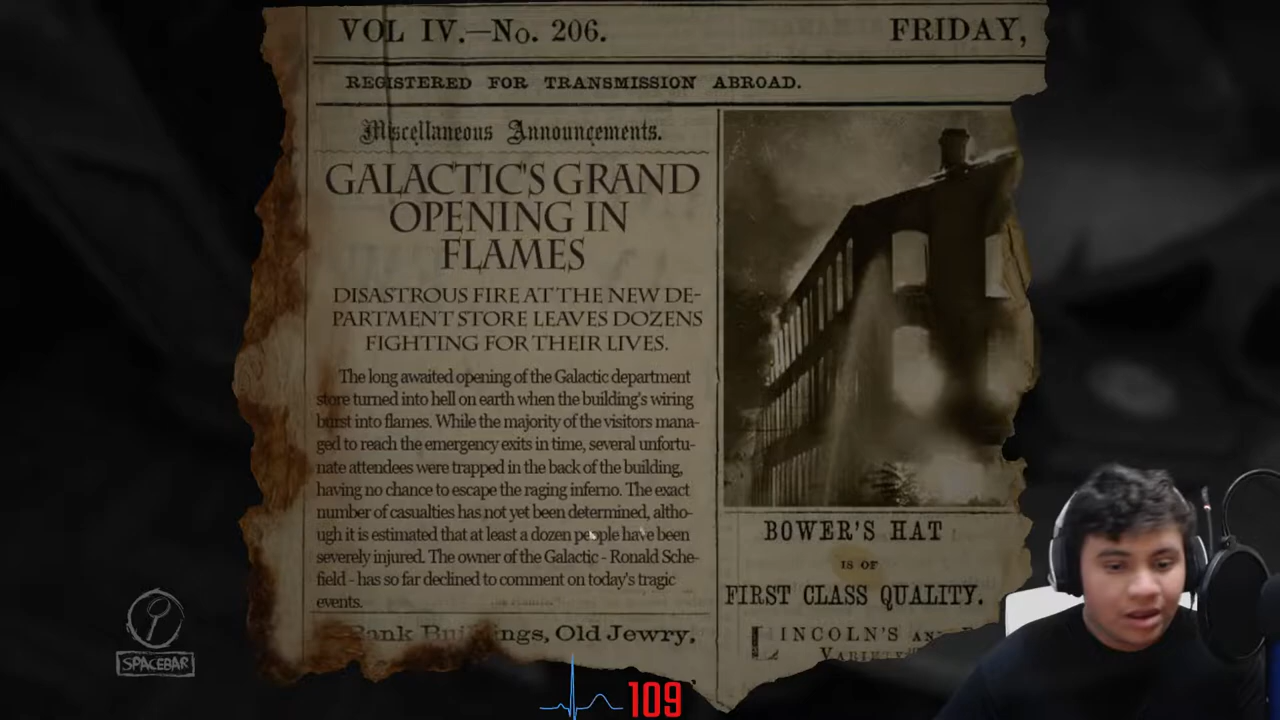 VOL IV.—No. 206.
FRIDAY,
REGISTERED FOR TRANSMISSION ABROAD.
Miscellaneous Announcements.
GALACTIC'S GRAND
OPENING IN
FLAMES
DISASTROUS FIRE AT THE NEW DE-
PARTMENT STORE LEAVES DOZENS
FIGHTING FOR THEIR LIVES.
The long awaited opening of the Galactic department
store turned into hell on earth when the building's wiring
burst into flames. While the majority of the visitors mana-
ged to reach the emergency exits in time, several unfortu-
nate attendees were trapped in the back of the building,
having no chance to escape the raging inferno. The exact
number of casualties has not yet been determined, altho-
ugh it is estimated that at least a dozen people have been
severely injured. The owner of the Galactic - Ronald Sche-
field - has so far declined to comment on today's tragic
events.
Bank Buildings, Old Jewry,
BOWER'S HAT
IS OF
FIRST CLASS QUALITY.
LINCOLN'S
SPACEBAR
109